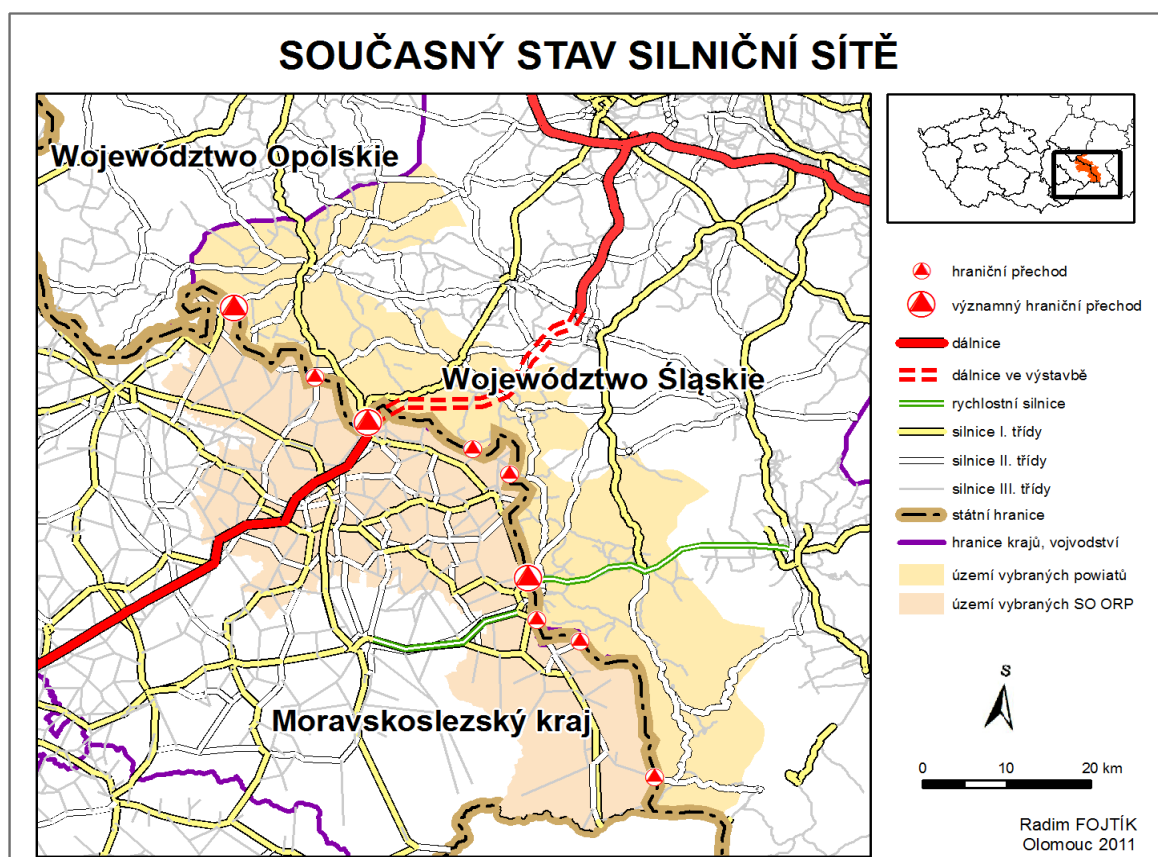 SOUČASNÝ STAV SILNIČNÍ SÍTĚ
Województwo Opolskie
Województwo Śląskie
Moravskoslezský kraj
hraniční přechod
významný hraniční přechod
dálnice
dálnice ve výstavbě
rychlostní silnice
silnice I. třídy
silnice II. třídy
silnice III. třídy
státní hranice
hranice krajů, vojvodství
území vybraných powiatů
území vybraných SO ORP
S
0 10 20 km
Radim FOJTÍK
Olomouc 2011